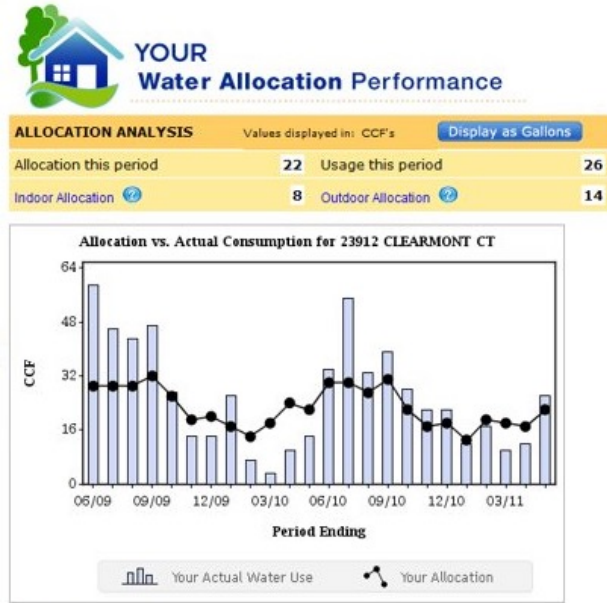 YOUR
Water Allocation Performance
ALLOCATION ANALYSIS Values displayed in: CCF's Display as Gallons
Allocation this period 22 Usage this period 26
Indoor Allocation ? 8 Outdoor Allocation ? 14
Allocation vs. Actual Consumption for 23912 CLEARMONT CT
64
48
32
16
0
CCF
06/09 09/09 12/09 03/10 06/10 09/10 12/10 03/11
Period Ending
Your Actual Water Use Your Allocation